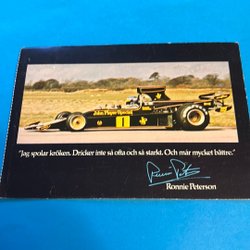 John Player Special
1
"Jag spolar kröken. Dricker inte så ofta och så starkt. Och mår mycket bättre."
Ronnie Peterson